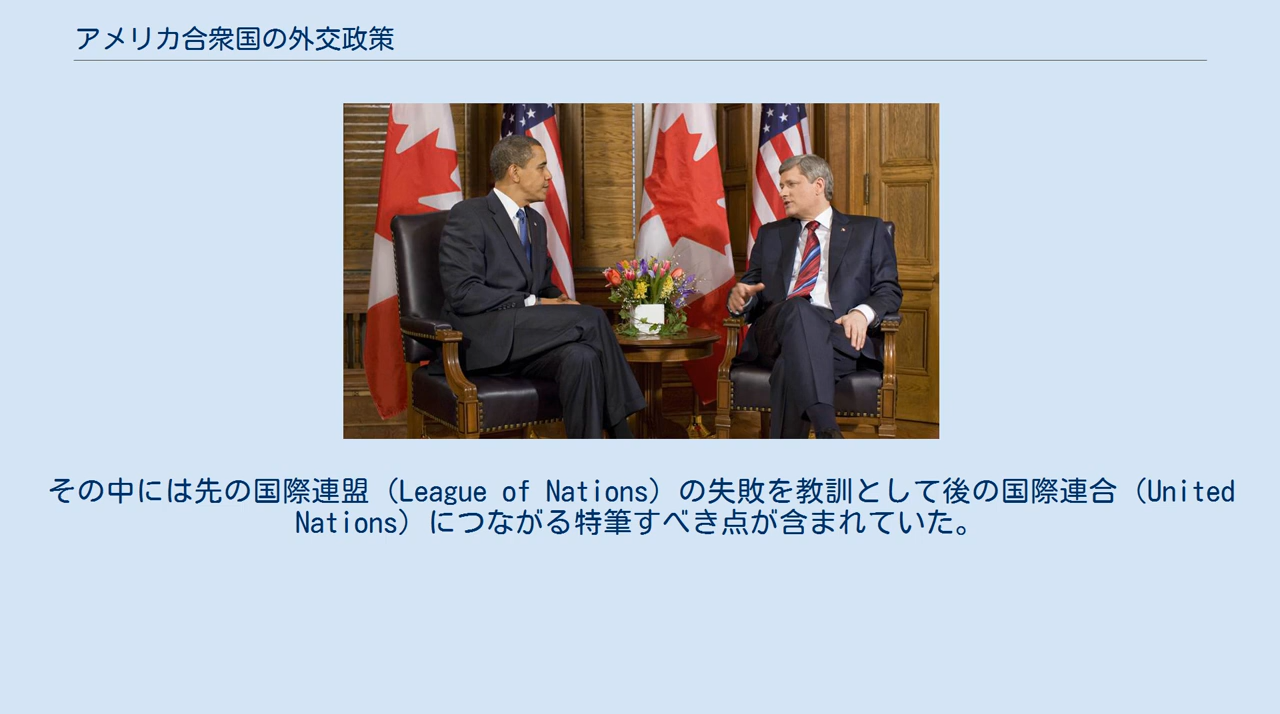 アメリカ合衆国の外交政策
その中には先の国際連盟（League of Nations）の失敗を教訓として後の国際連合（United
Nations）につながる特筆すべき点が含まれていた。